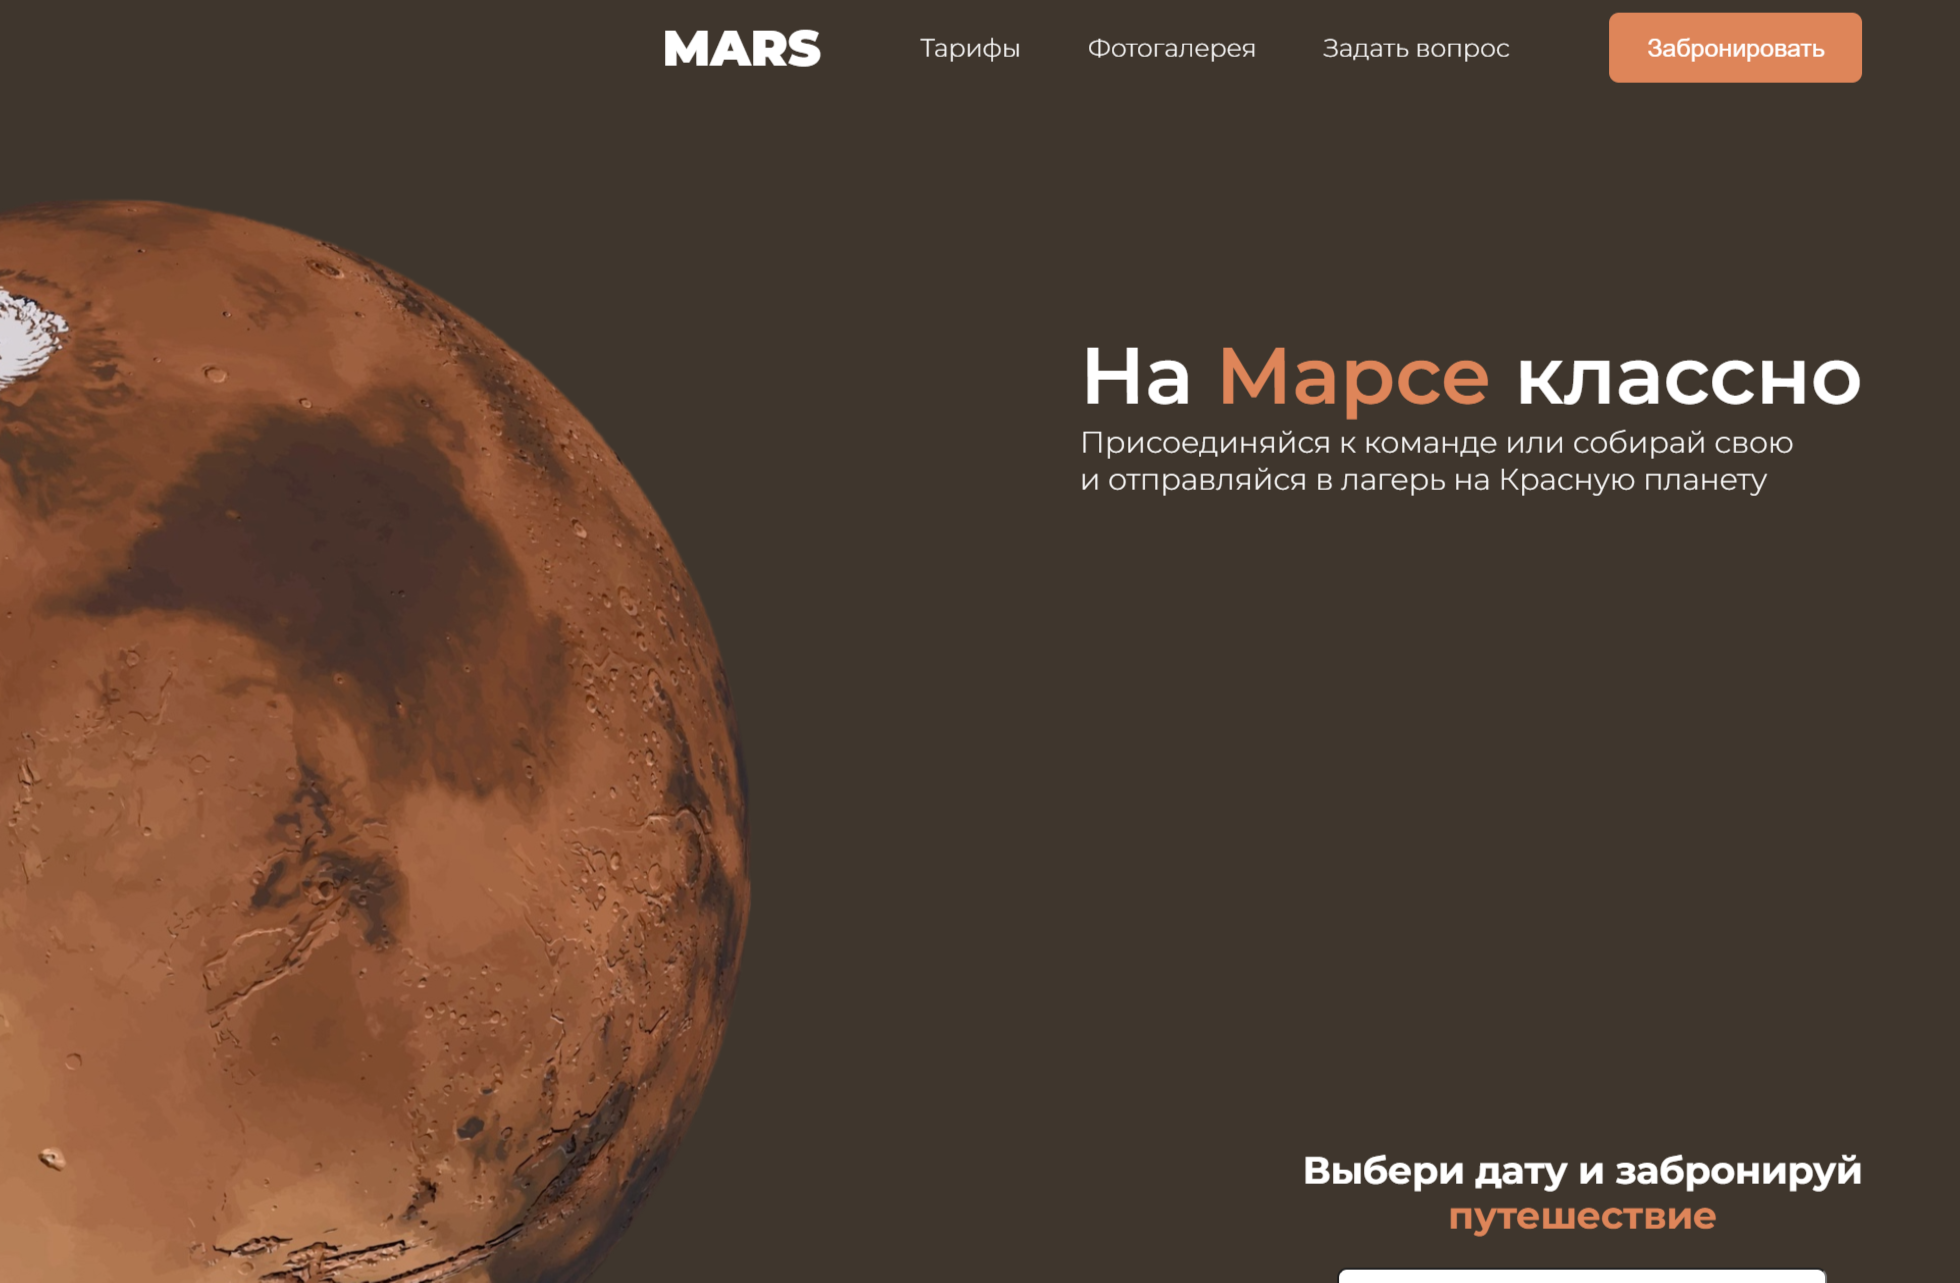 MARS Тарифы Фотогалерея Задать вопрос Забронировать
На Марсе классно
Присоединяйся к команде или собирай свою
и отправляйся в лагерь на Красную планету
Выбери дату и забронируй
путешествие